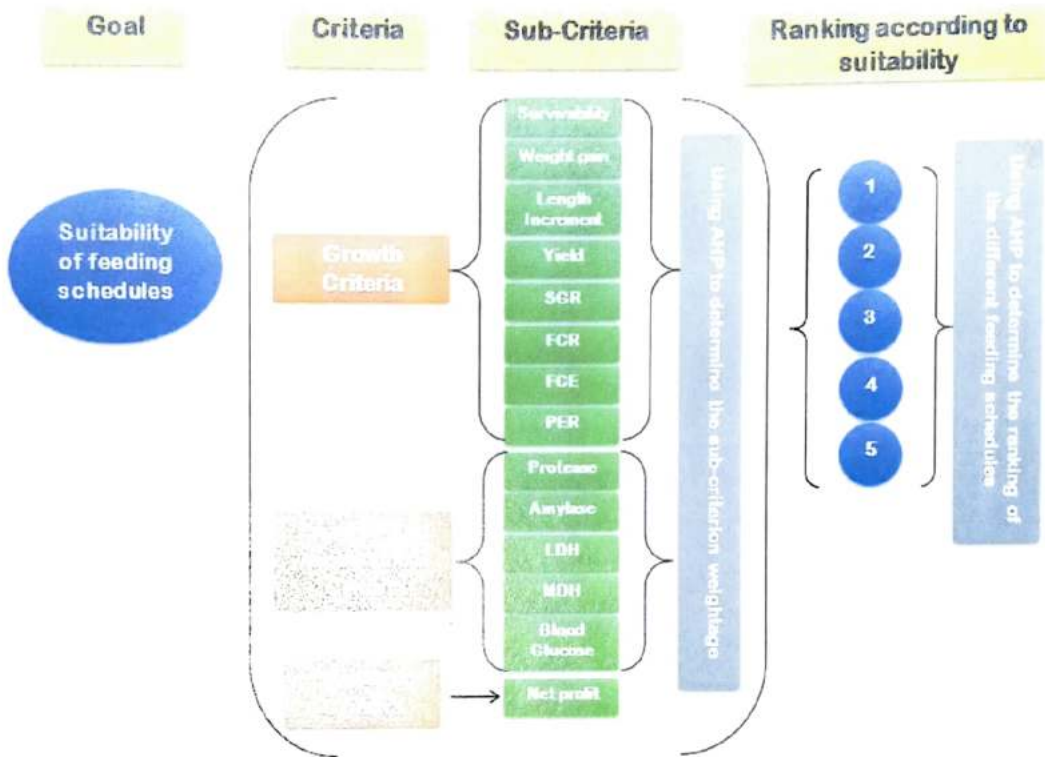 Goal
Criteria
Sub-Criteria
Ranking according to
suitability
Suitability
of feeding
schedules
Growth
Criteria
Survivability
Weight gain
Length
Increment
Yield
SGR
FCR
FCE
PER
Protease
Amylase
LDH
MDH
Blood
Glucose
Net profit
Using AHP to determine the sub-criterion weightage
1
2
3
4
5
Using AHP to determine the ranking of
the different feeding schedules